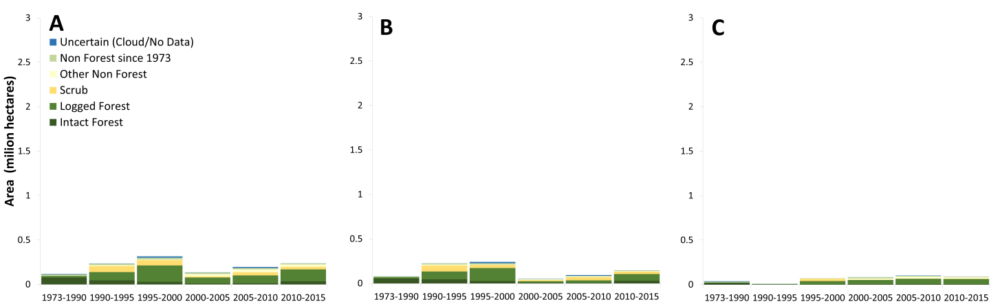 A
Uncertain (Cloud/No Data)
Non Forest since 1973
Other Non Forest
Scrub
Logged Forest
Intact Forest
Area (milion hectares)
3
2.5
2
1.5
1
0.5
0
1973-1990 1990-1995 1995-2000 2000-2005 2005-2010 2010-2015
B
3
2.5
2
1.5
1
0.5
0
1973-1990 1990-1995 1995-2000 2000-2005 2005-2010 2010-2015
C
3
2.5
2
1.5
1
0.5
0
1973-1990 1990-1995 1995-2000 2000-2005 2005-2010 2010-2015